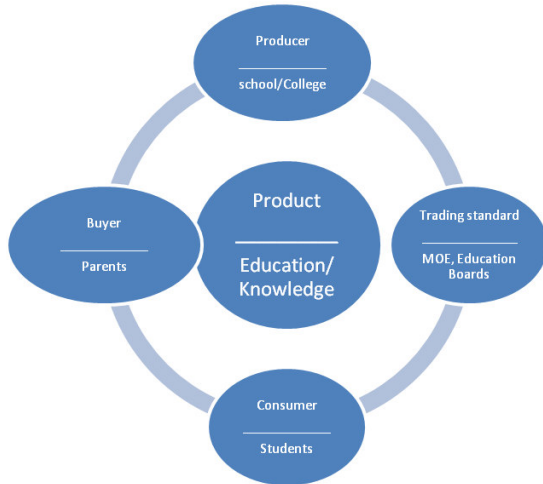 Producer
school/College
Buyer
Parents
Product
Education/
Knowledge
Trading standard
MOE, Education
Boards
Consumer
Students